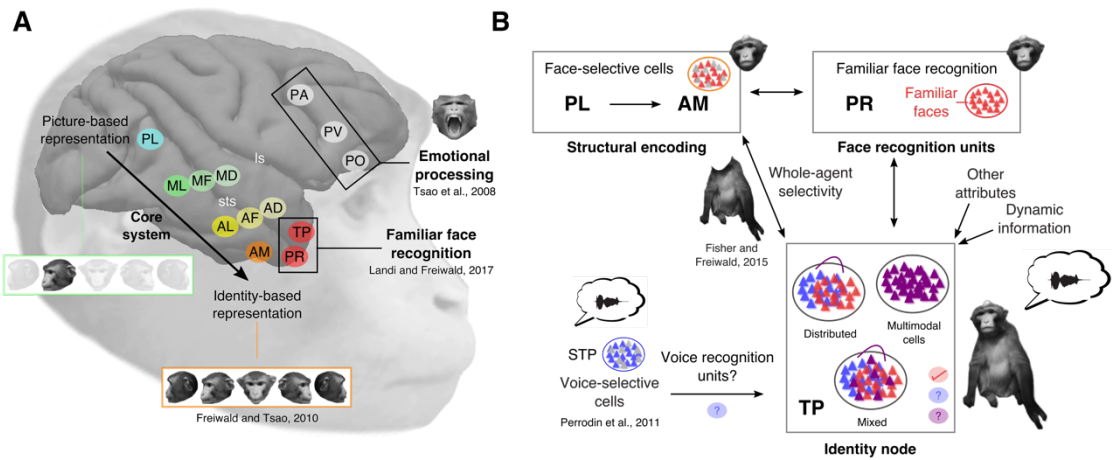 A
Picture-based
representation
PL
ML
MF
MD
sts
ls
AL
AF
AD
AM
TP
PR
PA
PV
PO
Core
system
Emotional
processing
Tsao et al., 2008
Familiar face
recognition
Landi and Freiwald, 2017
Identity-based
representation
Freiwald and Tsao, 2010
B
Face-selective cells
PL
AM
Structural encoding
Familiar face recognition
PR
Familiar
faces
Face recognition units
Whole-agent
selectivity
Fisher and
Freiwald, 2015
Other
attributes
Dynamic
information
STP
Voice-selective
cells
Perrodin et al., 2011
Voice recognition
units?
?
Distributed
Multimodal
cells
TP
Mixed
?
?
Identity node